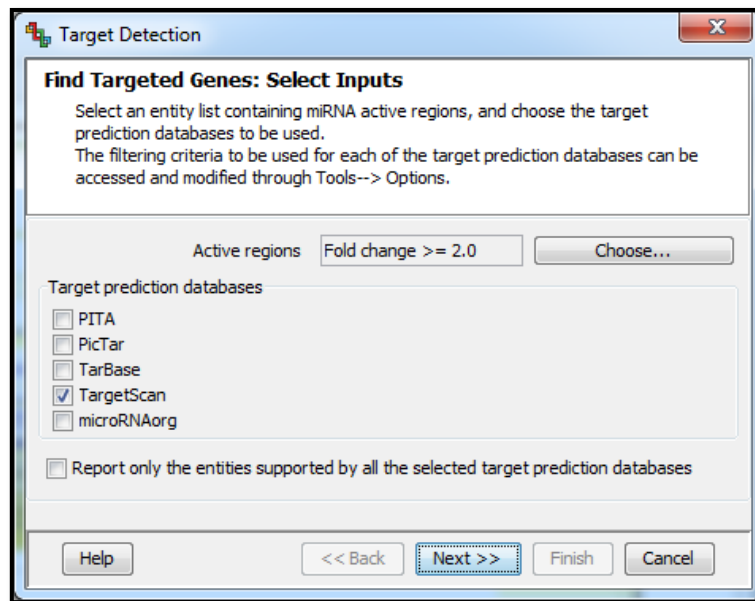 Target Detection
Find Targeted Genes: Select Inputs
Select an entity list containing miRNA active regions, and choose the target
prediction databases to be used.
The filtering criteria to be used for each of the target prediction databases can be
accessed and modified through Tools--> Options.
Active regions Fold change >= 2.0 Choose...
Target prediction databases
PITA
PicTar
TarBase
TargetScan
microRNAorg
Report only the entities supported by all the selected target prediction databases
Help << Back Next >> Finish Cancel